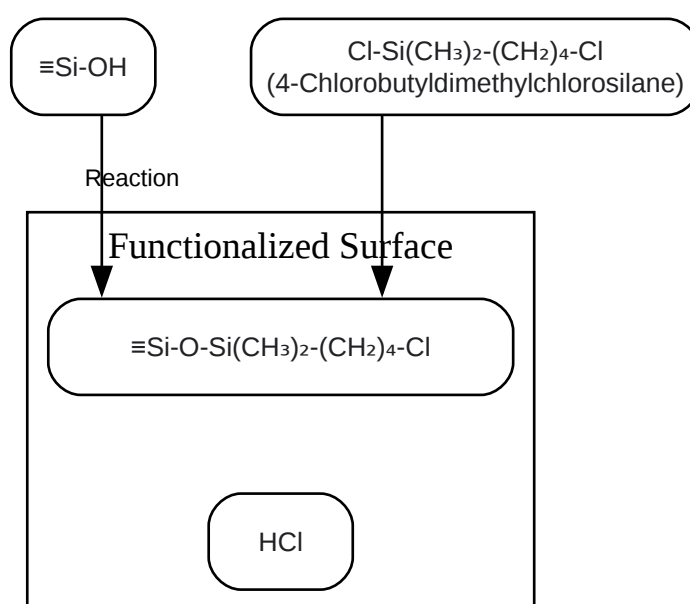 ≡Si-OH
Cl-Si(CH₃)₂-(CH₂)₄-Cl
(4-Chlorobutyldimethylchlorosilane)
Reaction
Functionalized Surface
≡Si-O-Si(CH₃)₂-(CH₂)₄-Cl
HCl